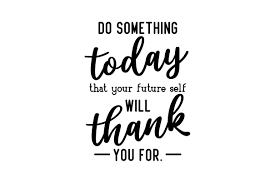 DO SOMETHING
today
that your future self
WILL
thank
YOU FOR.